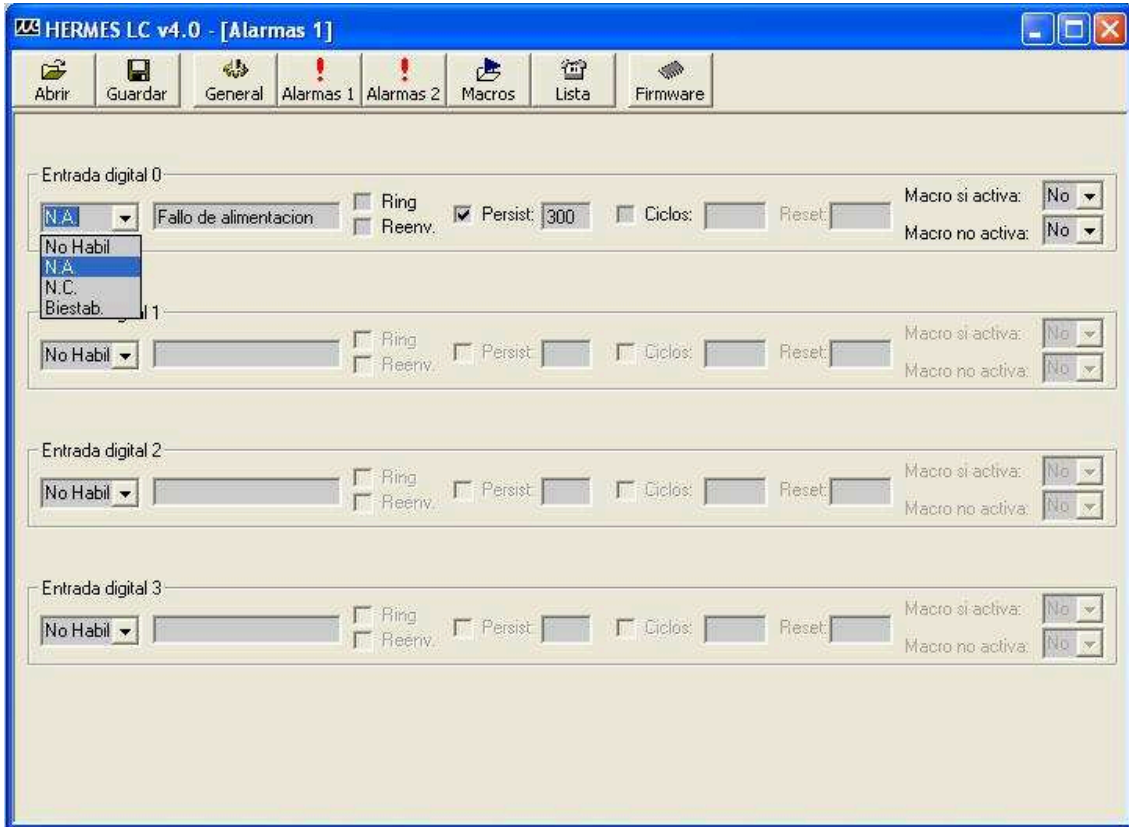 HERMES LC v4.0 - [Alarmas 1]
Abrir Guardar General Alarmas 1 Alarmas 2 Macros Lista Firmware
Entrada digital 0
N.A. Fallo de alimentacion Ring Reenv. Persist: 300 Ciclos: Reset: Macro si activa: No
Macro no activa: No
No Habil
N.A.
N.C.
Biestab.
1
No Habil Ring Reenv. Persist: Ciclos: Reset: Macro si activa: No
Macro no activa: No
Entrada digital 2
No Habil Ring Reenv. Persist: Ciclos: Reset: Macro si activa: No
Macro no activa: No
Entrada digital 3
No Habil Ring Reenv. Persist: Ciclos: Reset: Macro si activa: No
Macro no activa: No